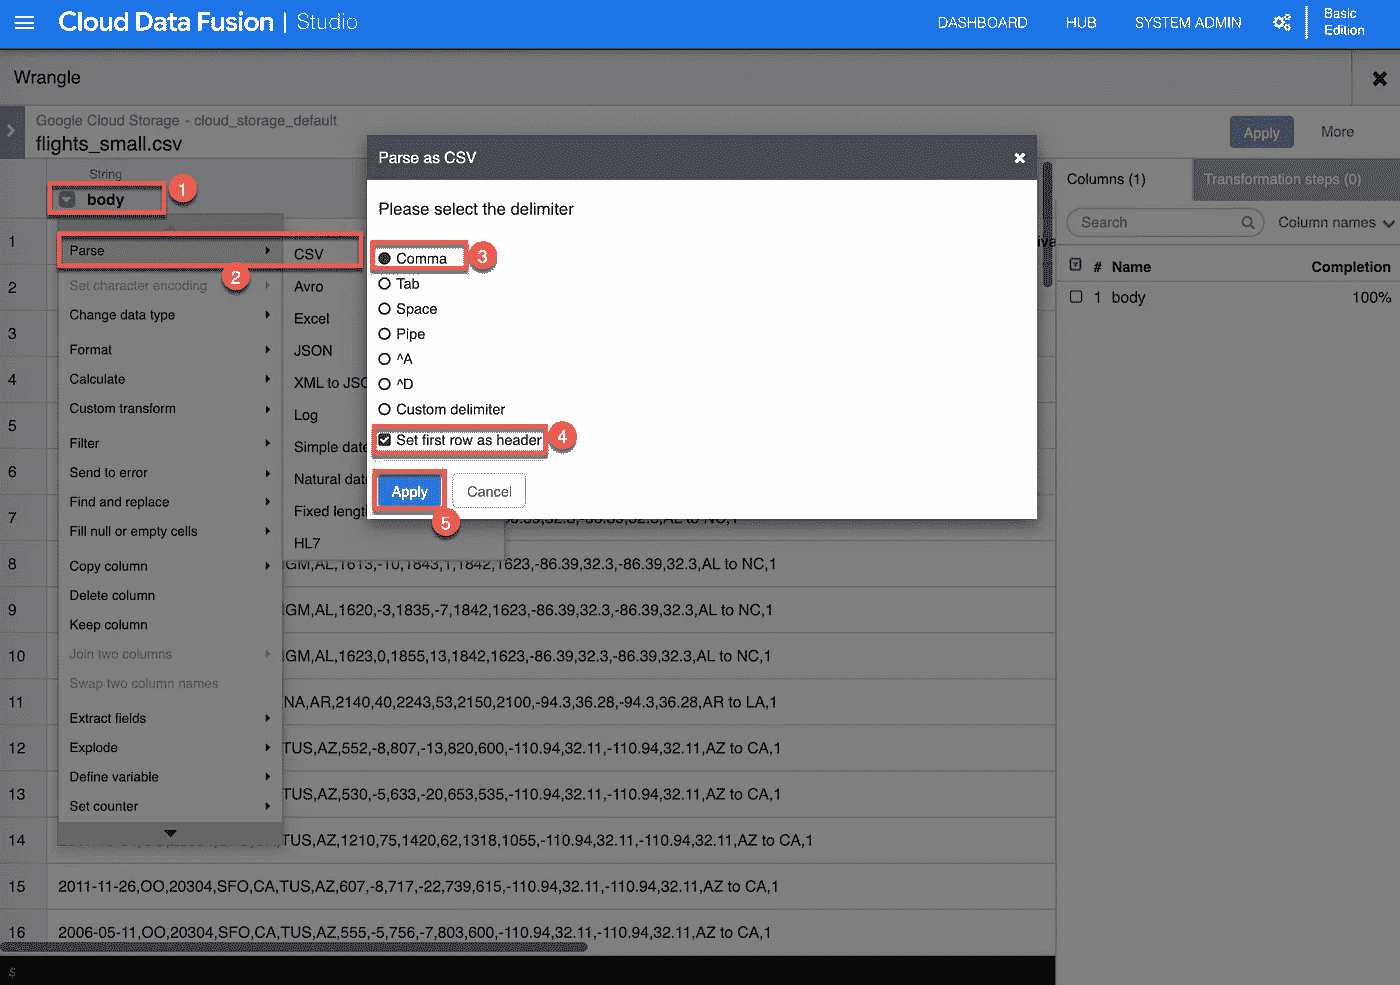 Cloud Data Fusion | Studio
DASHBOARD
HUB
SYSTEM ADMIN
Basic
Edition
Wrangle
Google Cloud Storage - cloud_storage_default
flights_small.csv
Apply
More
String
body
1
Parse
2
Set character encoding
Change data type
Format
Calculate
Custom transform
Filter
Send to error
Find and replace
Fill null or empty cells
Copy column
Delete column
Keep column
Join two columns
Swap two column names
Extract fields
Explode
Define variable
Set counter
CSV
Avro
Excel
JSON
XML to JSO
Log
Simple date
Natural dat
Fixed lengt
HL7
Parse as CSV
Please select the delimiter
Comma
3
Tab
Space
Pipe
^A
^D
Custom delimiter
Set first row as header
4
Apply
Cancel
5
Columns (1)
Transformation steps (0)
Search
Column names
# Name
Completion
1 body
100%
1
2
3
4
5
6
7
8
GM,AL,1613,-10,1843,1,1842,1623,-86.39,32.3,-86.39,32.3,AL to NC,1
9
GM,AL,1620,-3,1835,-7,1842,1623,-86.39,32.3,-86.39,32.3,AL to NC,1
10
GM,AL,1623,0,1855,13,1842,1623,-86.39,32.3,-86.39,32.3,AL to NC,1
11
NA,AR,2140,40,2243,53,2150,2100,-94.3,36.28,-94.3,36.28,AR to LA,1
12
TUS,AZ,552,-8,807,-13,820,600,-110.94,32.11,-110.94,32.11,AZ to CA,1
13
TUS,AZ,530,-5,633,-20,653,535,-110.94,32.11,-110.94,32.11,AZ to CA,1
14
TUS,AZ,1210,75,1420,62,1318,1055,-110.94,32.11,-110.94,32.11,AZ to CA,1
15
2011-11-26,OO,20304,SFO,CA,TUS,AZ,607,-8,717,-22,739,615,-110.94,32.11,-110.94,32.11,AZ to CA,1
16
2006-05-11,OO,20304,SFO,CA,TUS,AZ,555,-5,756,-7,803,600,-110.94,32.11,-110.94,32.11,AZ to CA,1
$